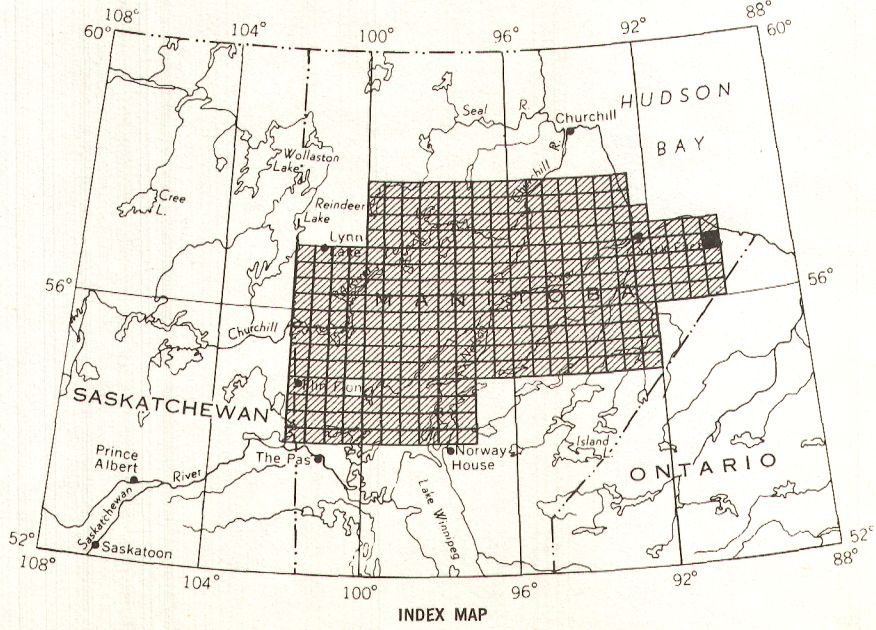 108°
104°
100°
96°
92°
88°
60°
60°
HUDSON
BAY
Seal R.
Churchill
Churchill R.
Wollaston
Lake
Cree
L.
Reindeer
Lake
Lynn
Lake
56°
56°
MANITOBA
Churchill
Nelson
Flin Flon
SASKATCHEWAN
Prince
Albert
River
The Pas
Norway
House
Island
L.
ONTARIO
Saskatchewan
Saskatoon
Lake Winnipeg
52°
52°
108°
104°
100°
96°
92°
88°
INDEX MAP